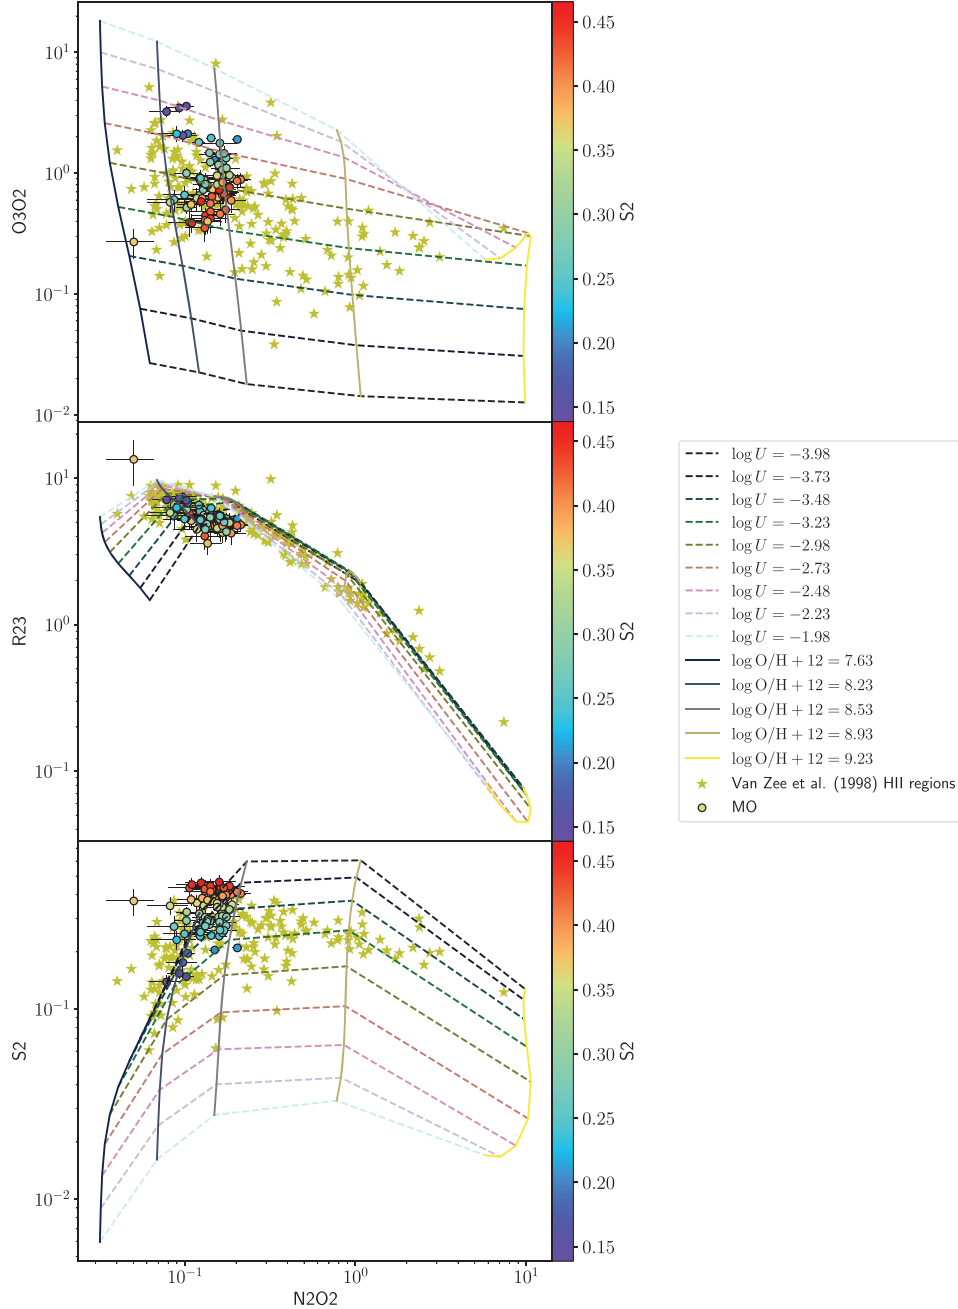 10¹
10⁰
10⁻¹
10⁻²
O3O2
0.45
0.40
0.35
0.30
0.25
0.20
0.15
S2
10¹
10⁰
10⁻¹
R23
0.45
0.40
0.35
0.30
0.25
0.20
0.15
S2
log U = −3.98
log U = −3.73
log U = −3.48
log U = −3.23
log U = −2.98
log U = −2.73
log U = −2.48
log U = −2.23
log U = −1.98
log O/H + 12 = 7.63
log O/H + 12 = 8.23
log O/H + 12 = 8.53
log O/H + 12 = 8.93
log O/H + 12 = 9.23
Van Zee et al. (1998) HII regions
MO
10⁻¹
10⁻²
S2
0.45
0.40
0.35
0.30
0.25
0.20
0.15
S2
10⁻¹ 10⁰ 10¹
N2O2